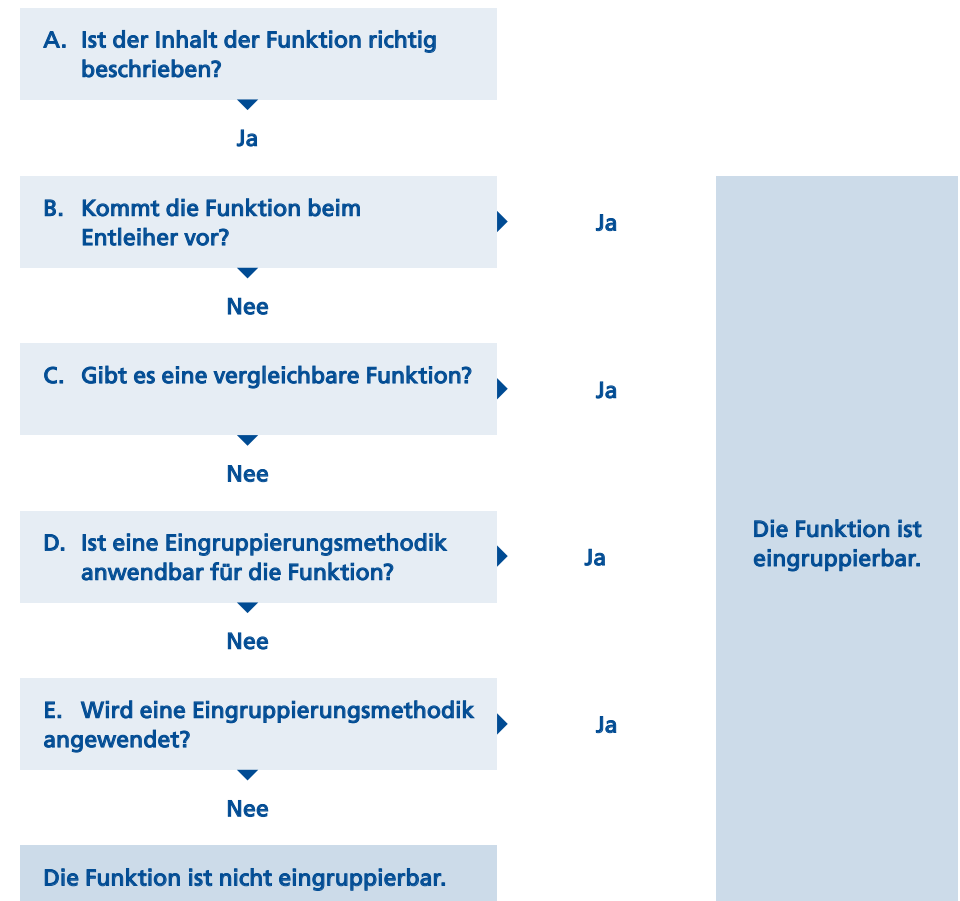 A. Ist der Inhalt der Funktion richtig
beschrieben?
Ja
B. Kommt die Funktion beim
Entleiher vor?
Ja
Nee
C. Gibt es eine vergleichbare Funktion?
Ja
Nee
D. Ist eine Eingruppierungsmethodik
anwendbar für die Funktion?
Ja
Nee
E. Wird eine Eingruppierungsmethodik
angewendet?
Ja
Nee
Die Funktion ist nicht eingruppierbar.
Die Funktion ist
eingruppierbar.